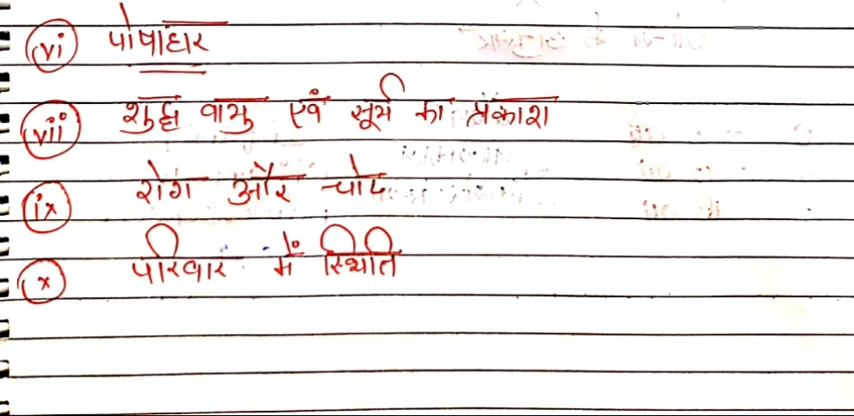 (vi) पोषाहार
(vii) शुद्ध वायु एवं सूर्य का प्रकाश
(ix) रोग और चोट
(x) परिवार में स्थिति